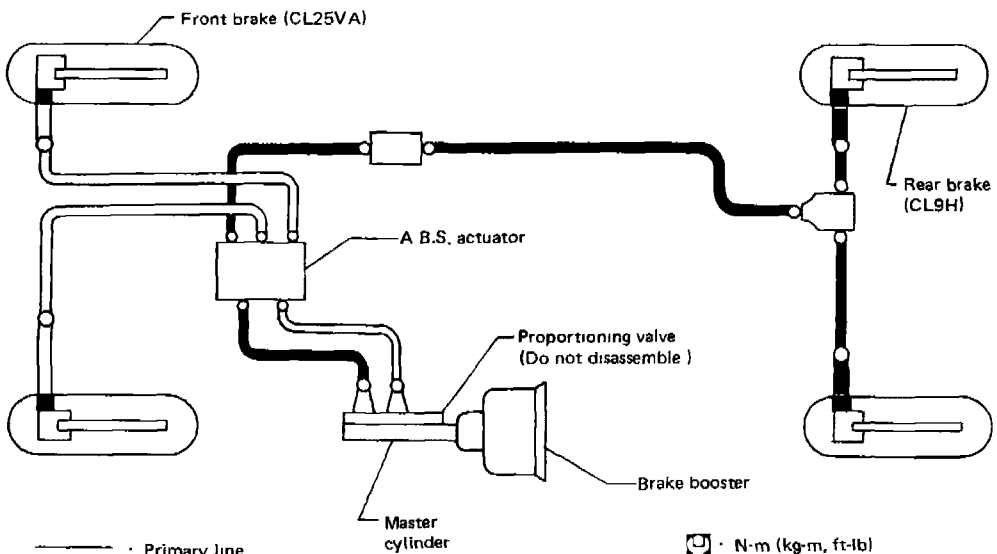 Front brake (CL25VA)
Rear brake
(CL9H)
A B.S. actuator
Proportioning valve
(Do not disassemble )
Brake booster
Master
cylinder
· Primary line
· N·m (kg-m, ft-lb)